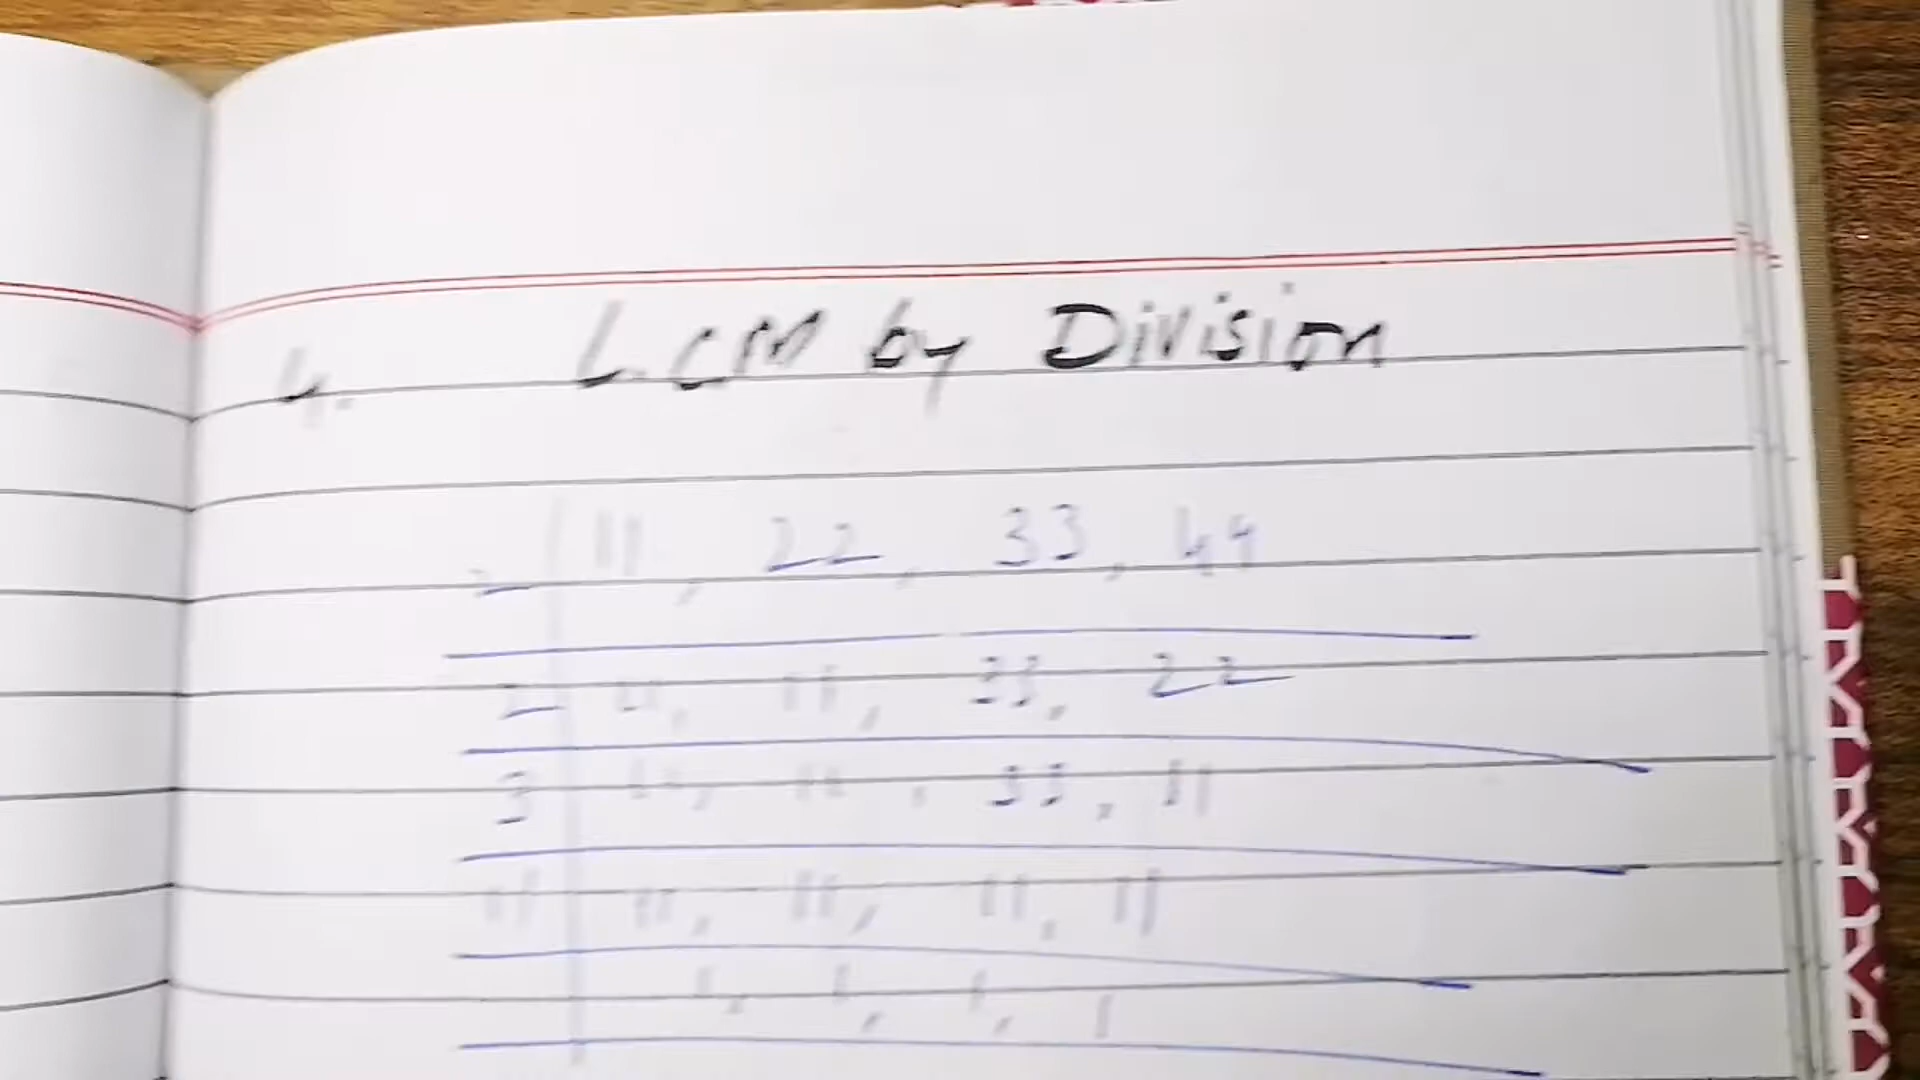 4. L.CM by Division
2 | 11, 22, 33, 44
2 | 11, 11, 33, 22
3 | 11, 11, 33, 11
11 | 11, 11, 11, 11
1, 1, 1, 1